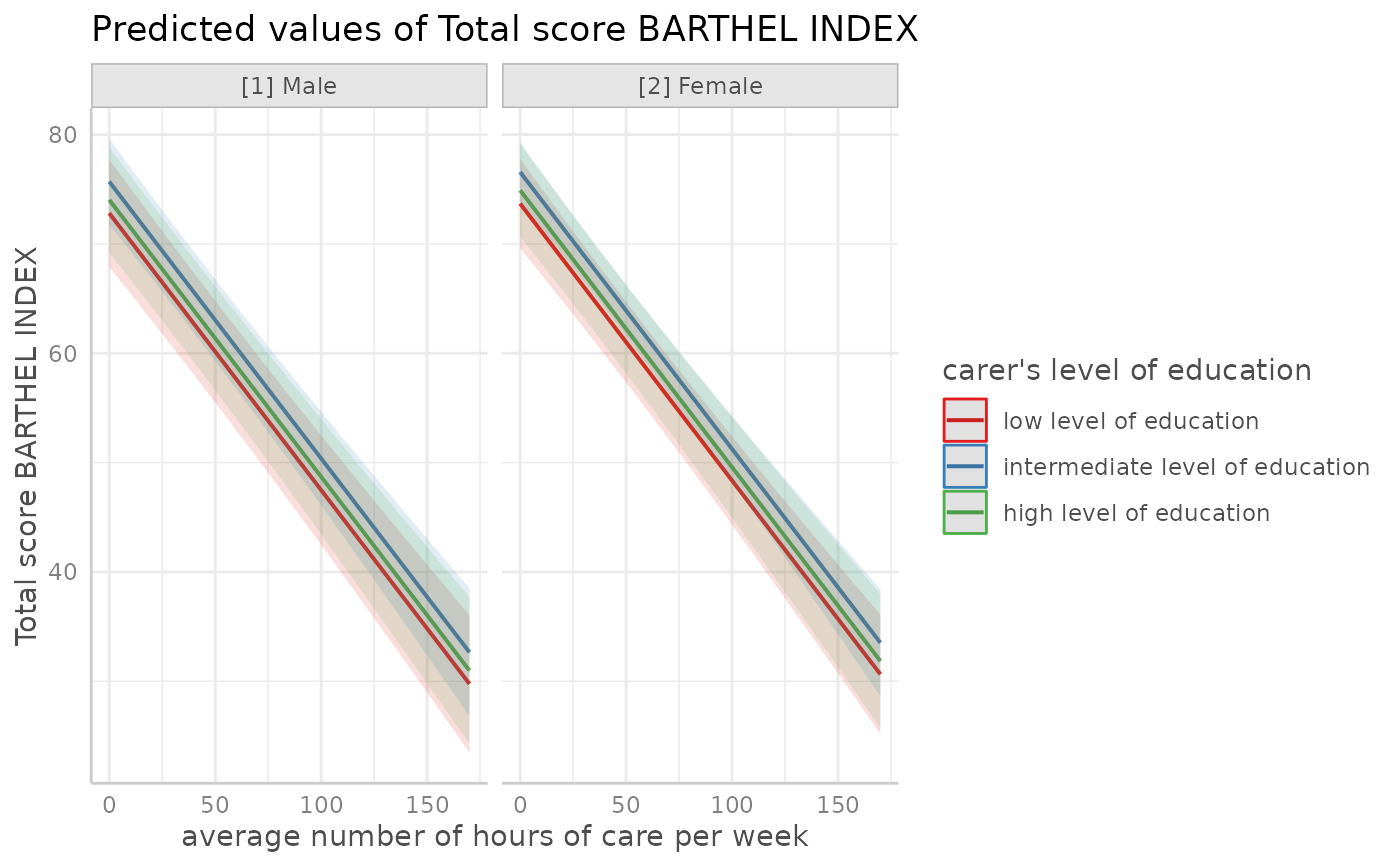 Predicted values of Total score BARTHEL INDEX
[1] Male
[2] Female
80
60
40
Total score BARTHEL INDEX
0
50
100
150
0
50
100
150
average number of hours of care per week
carer's level of education
low level of education
intermediate level of education
high level of education